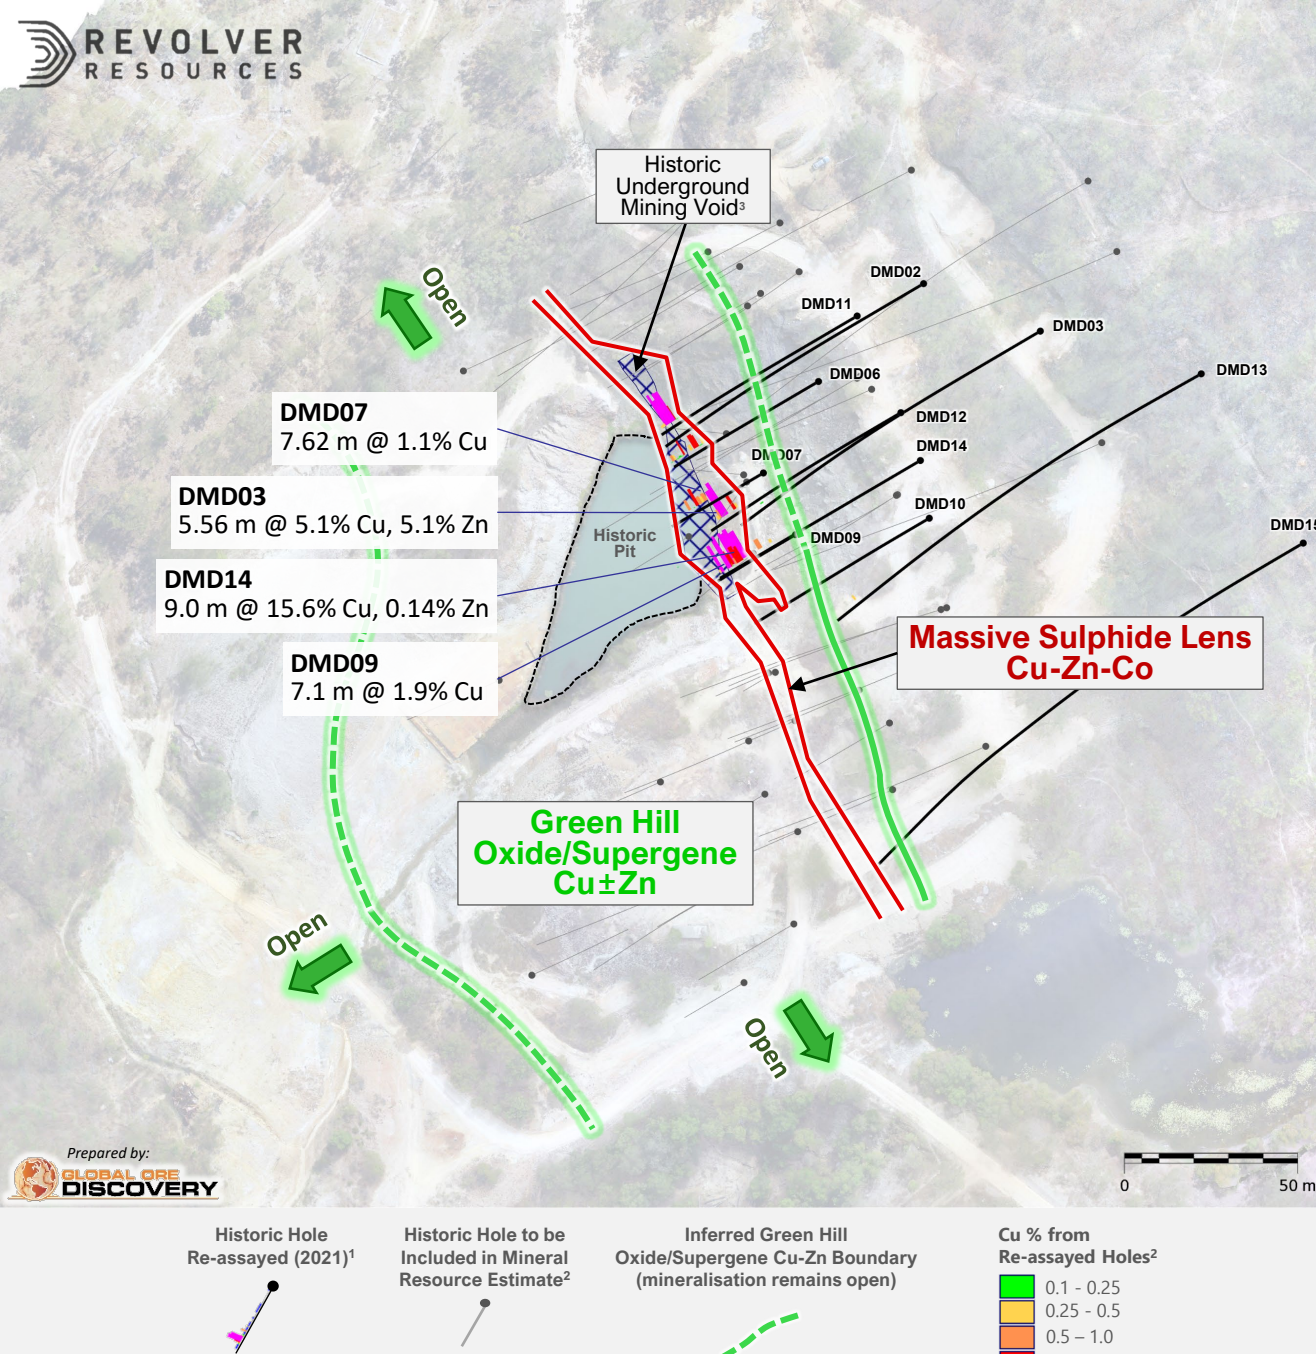 REVOLVER
RESOURCES
Historic
Underground
Mining Void³
Open
DMD02
DMD11
DMD03
DMD06
DMD13
DMD12
DMD07
DMD14
DMD10
DMD09
DMD15
DMD07
7.62 m @ 1.1% Cu
DMD03
5.56 m @ 5.1% Cu, 5.1% Zn
DMD14
9.0 m @ 15.6% Cu, 0.14% Zn
DMD09
7.1 m @ 1.9% Cu
Historic
Pit
Massive Sulphide Lens
Cu-Zn-Co
Green Hill
Oxide/Supergene
Cu±Zn
Open
Open
Prepared by:
GLOBAL ORE
DISCOVERY
0 50 m
Historic Hole
Re-assayed (2021)¹
Historic Hole to be
Included in Mineral
Resource Estimate²
Inferred Green Hill
Oxide/Supergene Cu-Zn Boundary
(mineralisation remains open)
Cu % from
Re-assayed Holes²
0.1 - 0.25
0.25 - 0.5
0.5 – 1.0